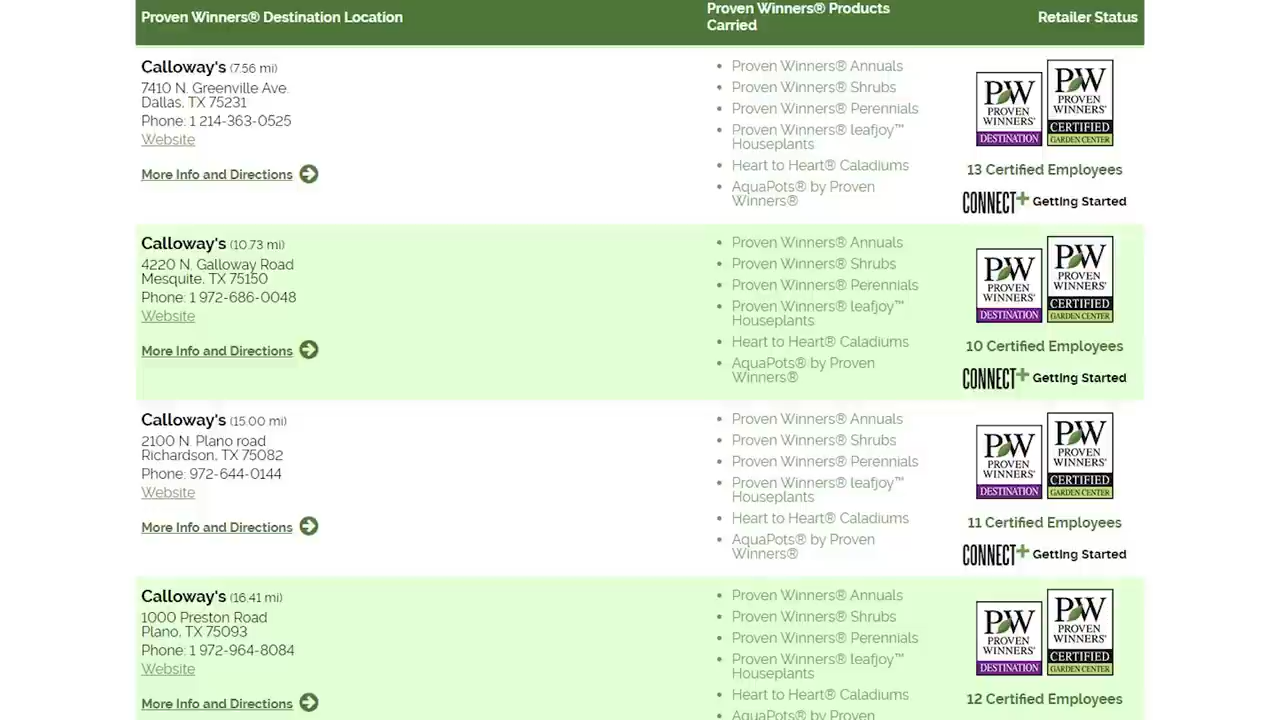 Proven Winners® Destination Location
Proven Winners® Products
Carried
Retailer Status
Calloway's (7.56 mi)
7410 N. Greenville Ave.
Dallas, TX 75231
Phone: 1 214-363-0525
Website
More Info and Directions
Proven Winners® Annuals
Proven Winners® Shrubs
Proven Winners® Perennials
Proven Winners® leafjoy™
Houseplants
Heart to Heart® Caladiums
AquaPots® by Proven
Winners®
PW
PROVEN
WINNERS®
DESTINATION
PW
PROVEN
WINNERS®
CERTIFIED
GARDEN CENTER
13 Certified Employees
CONNECT+ Getting Started
Calloway's (10.73 mi)
4220 N. Galloway Road
Mesquite, TX 75150
Phone: 1 972-686-0048
Website
More Info and Directions
Proven Winners® Annuals
Proven Winners® Shrubs
Proven Winners® Perennials
Proven Winners® leafjoy™
Houseplants
Heart to Heart® Caladiums
AquaPots® by Proven
Winners®
PW
PROVEN
WINNERS®
DESTINATION
PW
PROVEN
WINNERS®
CERTIFIED
GARDEN CENTER
10 Certified Employees
CONNECT+ Getting Started
Calloway's (15.00 mi)
2100 N. Plano road
Richardson, TX 75082
Phone: 972-644-0144
Website
More Info and Directions
Proven Winners® Annuals
Proven Winners® Shrubs
Proven Winners® Perennials
Proven Winners® leafjoy™
Houseplants
Heart to Heart® Caladiums
AquaPots® by Proven
Winners®
PW
PROVEN
WINNERS®
DESTINATION
PW
PROVEN
WINNERS®
CERTIFIED
GARDEN CENTER
11 Certified Employees
CONNECT+ Getting Started
Calloway's (16.41 mi)
1000 Preston Road
Plano, TX 75093
Phone: 1 972-964-8084
Website
More Info and Directions
Proven Winners® Annuals
Proven Winners® Shrubs
Proven Winners® Perennials
Proven Winners® leafjoy™
Houseplants
Heart to Heart® Caladiums
AquaPots® by Proven
PW
PROVEN
WINNERS®
DESTINATION
PW
PROVEN
WINNERS®
CERTIFIED
GARDEN CENTER
12 Certified Employees